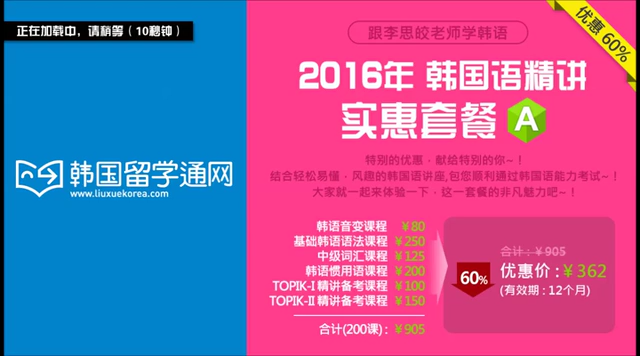 正在加载中，请稍等（10秒钟）
优惠 60%
跟李思皎老师学韩语
2016年 韩国语精讲
实惠套餐 A
韩国留学通网
www.liuxuekorea.com
特别的优惠，献给特别的你~！
结合轻松易懂，风趣的韩国语讲座,包您顺利通过韩国语能力考试~！
大家就一起来体验一下，这一套餐的非凡魅力吧~！
韩语音变课程 ￥80
基础韩语语法课程 ￥250
中级词汇课程 ￥125
韩语惯用语课程 ￥200
TOPIK-I 精讲备考课程 ￥100
TOPIK-II 精讲备考课程 ￥150
合计(200课) : ￥905
60%
合计 : ￥905
优惠价 : ￥362
(有效期 : 12个月)